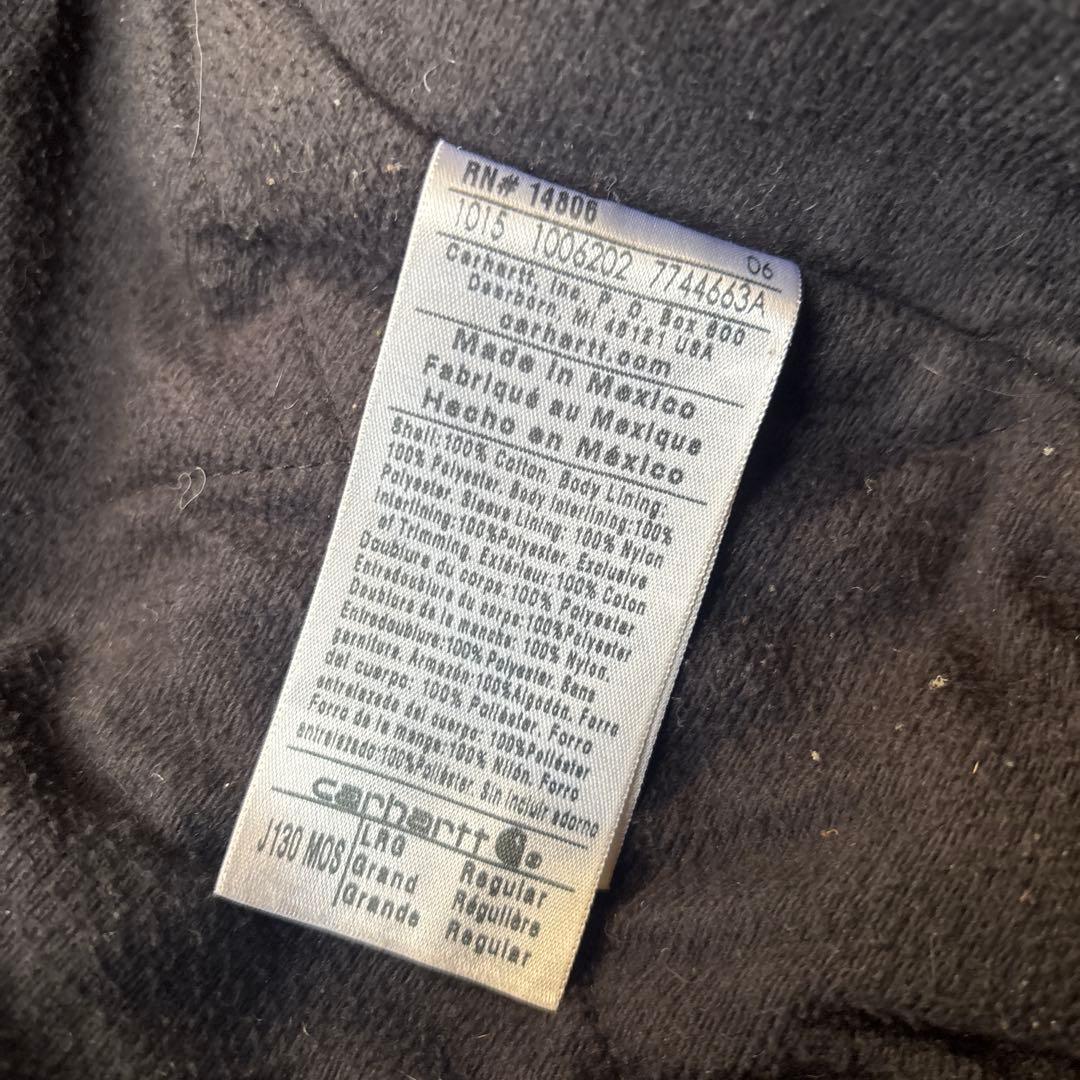 RN# 14806
06
1015 1006202 7744663A
Carhartt, Inc, P. O. Box 600
Dearborn, MI 48121 USA
carhartt.com
Made in Mexico
Fabriqué au Mexique
Hecho en México
Shell:100% Cotton, Body Lining:
100% Polyester, Body Interlining:100%
Polyester, Sleeve Lining: 100% Nylon
Interlining:100%Polyester, Exclusive
of Trimming. Extérieur:100% Coton
Doublure du corps:100% Polyester
Entredoublure du corps:100%Polyester
Doublure de la manche: 100% Nylon.
Entredoublure:100% Polyester, Sans
garniture. Armazón:100%Algodón, Forro
del cuerpo: 100% Poliéster, Forro
entrelazado del cuerpo: 100%Poliéster
Forro de la manga:100% Nilón, Forro
entrelazado:100%Poliéster Sin incluir adorno
carhartt ®
J130 MOS
LRG Regular
Grand Régulière
Grande Regular